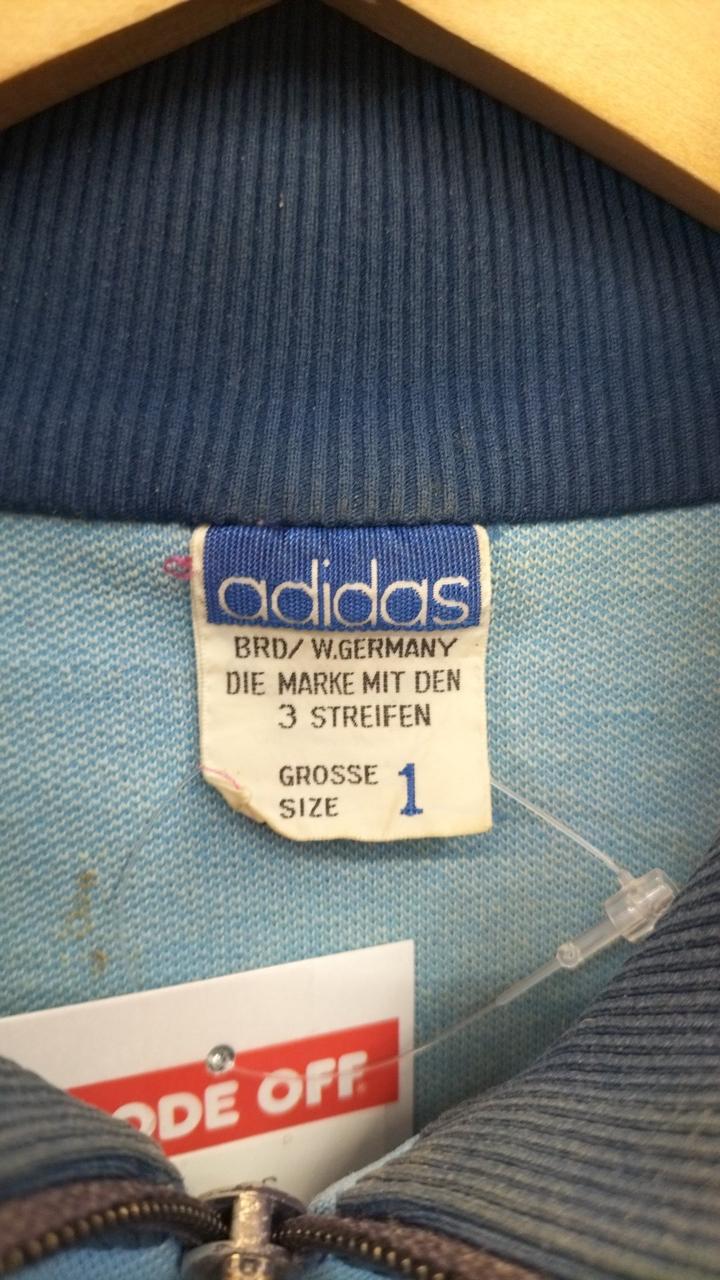 adidas
BRD/ W.GERMANY
DIE MARKE MIT DEN
3 STREIFEN
GROSSE
SIZE 1
ODE OFF